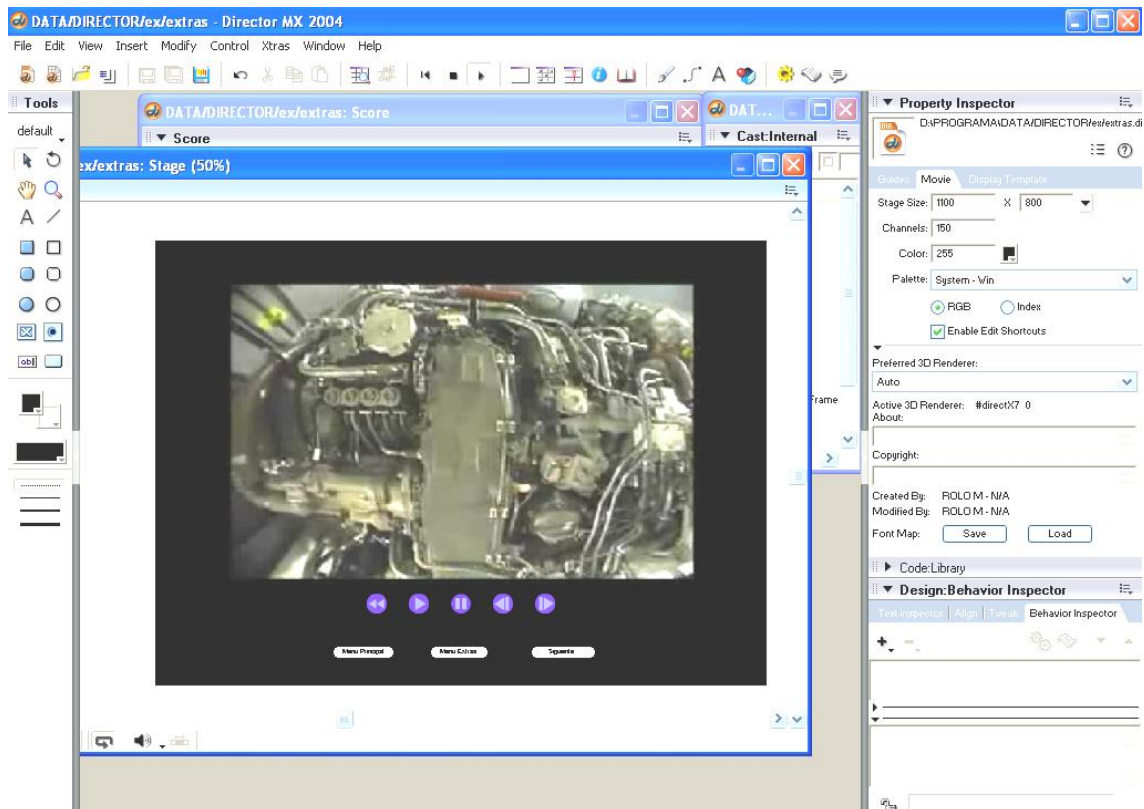 DATA/DIRECTOR/ex/extras - Director MX 2004
File Edit View Insert Modify Control Xtras Window Help
Tools
default
DATA/DIRECTOR/ex/extras: Score
Score
DAT...
Cast:Internal
ex/extras: Stage (50%)
Frame
Menu Principal
Menu Extras
Siguiente
Property Inspector
D:\PROGRAMA\DATA/DIRECTOR/ex/extras.di
Guides Movie Display Template
Stage Size: 1100 X 800
Channels: 150
Color: 255
Palette: System - Win
RGB Index
Enable Edit Shortcuts
Preferred 3D Renderer:
Auto
Active 3D Renderer: #directX7_0
About:
Copyright:
Created By: ROLO M - N/A
Modified By: ROLO M - N/A
Font Map: Save Load
Code:Library
Design:Behavior Inspector
Text Inspector Align Tweak Behavior Inspector